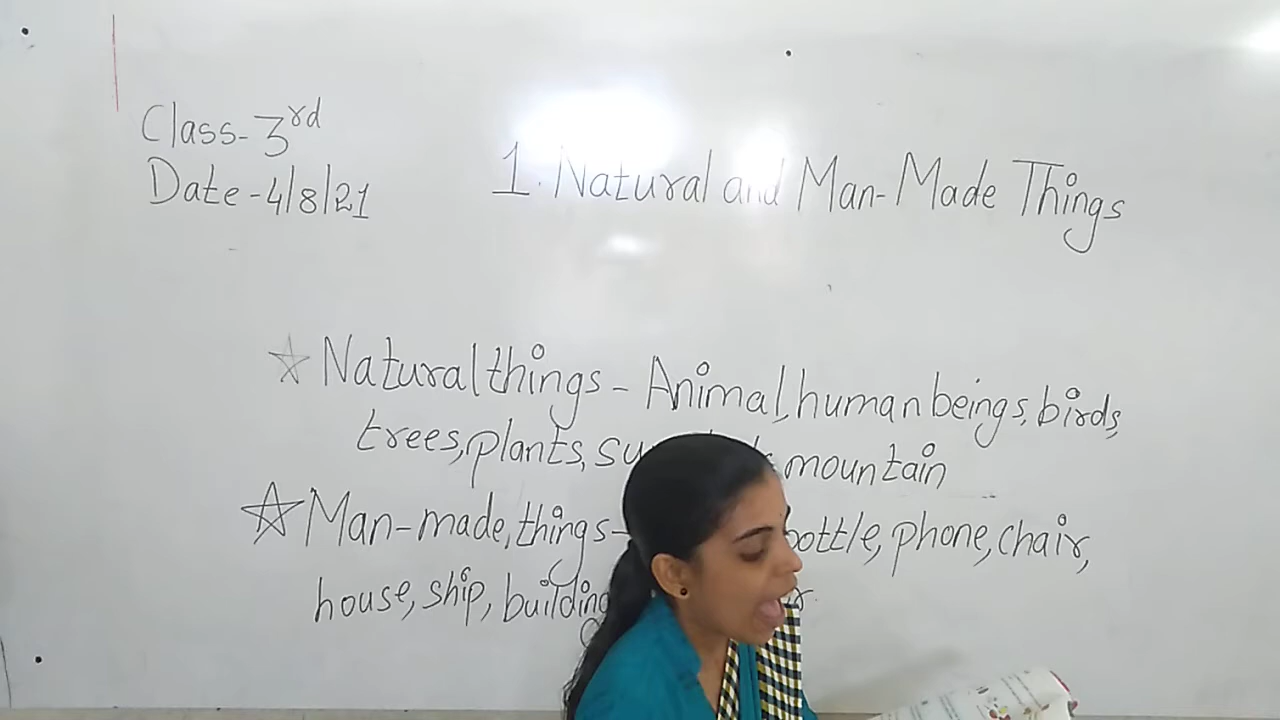 Class- 3rd
Date - 4/8/21
1. Natural and Man-Made Things
☆ Natural things - Animal, human beings, birds,
trees, plants, mountain
☆ Man-made, things- bottle, phone, chair,
house, ship, building